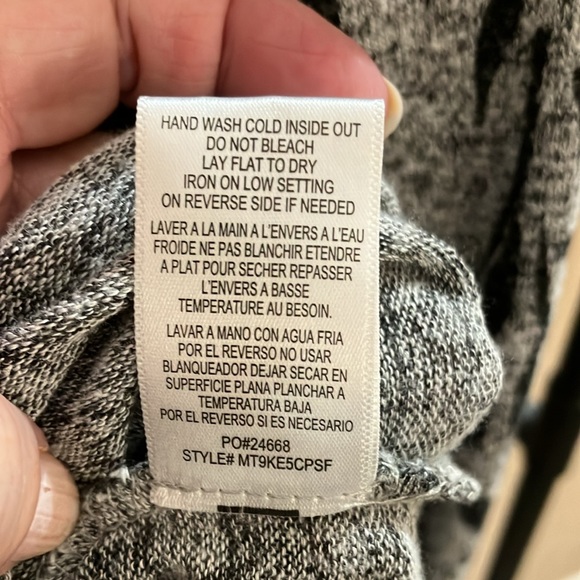 HAND WASH COLD INSIDE OUT
DO NOT BLEACH
LAY FLAT TO DRY
IRON ON LOW SETTING
ON REVERSE SIDE IF NEEDED
LAVER A LA MAIN A L'ENVERS A L'EAU
FROIDE NE PAS BLANCHIR ETENDRE
A PLAT POUR SECHER REPASSER
L'ENVERS A BASSE
TEMPERATURE AU BESOIN.
LAVAR A MANO CON AGUA FRIA
POR EL REVERSO NO USAR
BLANQUEADOR DEJAR SECAR EN
SUPERFICIE PLANA PLANCHAR A
TEMPERATURA BAJA
POR EL REVERSO SI ES NECESARIO
PO#24668
STYLE# MT9KE5CPSF